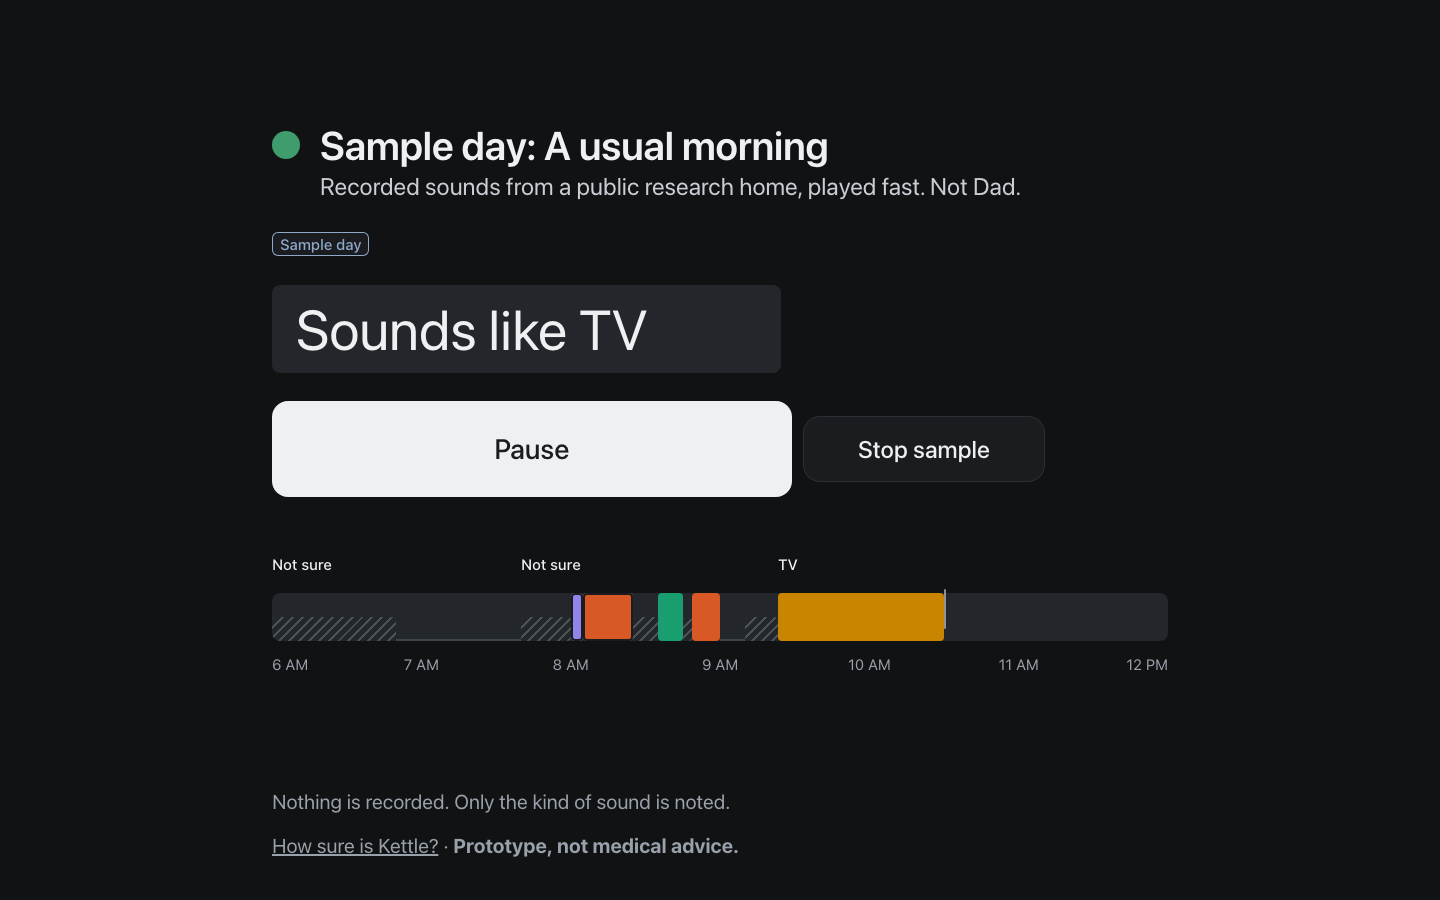 Sample day: A usual morning
Recorded sounds from a public research home, played fast. Not Dad.
Sample day
Sounds like TV
Pause
Stop sample
Not sure
Not sure
TV
6 AM
7 AM
8 AM
9 AM
10 AM
11 AM
12 PM
Nothing is recorded. Only the kind of sound is noted.
How sure is Kettle? · Prototype, not medical advice.